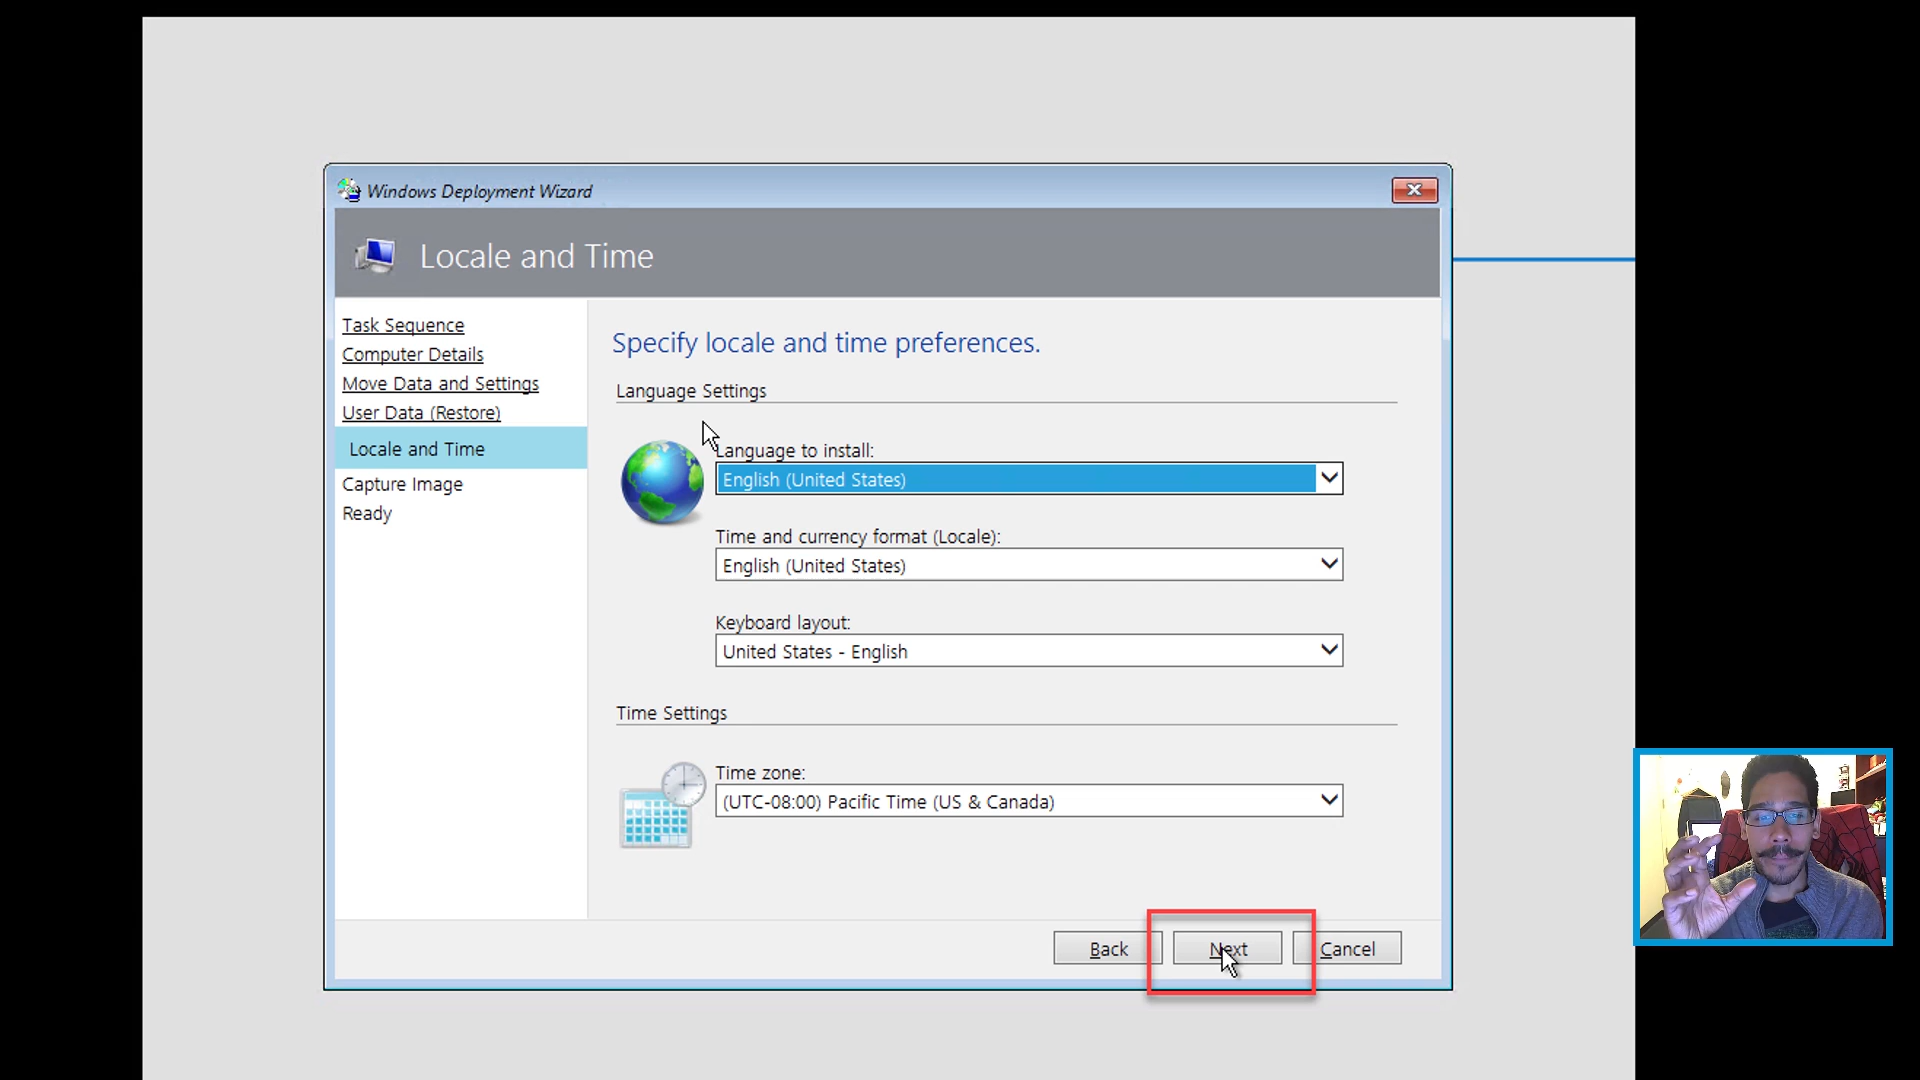 Windows Deployment Wizard
Locale and Time
Task Sequence
Computer Details
Move Data and Settings
User Data (Restore)
Locale and Time
Capture Image
Ready
Specify locale and time preferences.
Language Settings
Language to install:
English (United States)
Time and currency format (Locale):
English (United States)
Keyboard layout:
United States - English
Time Settings
Time zone:
(UTC-08:00) Pacific Time (US & Canada)
Back
Next
Cancel